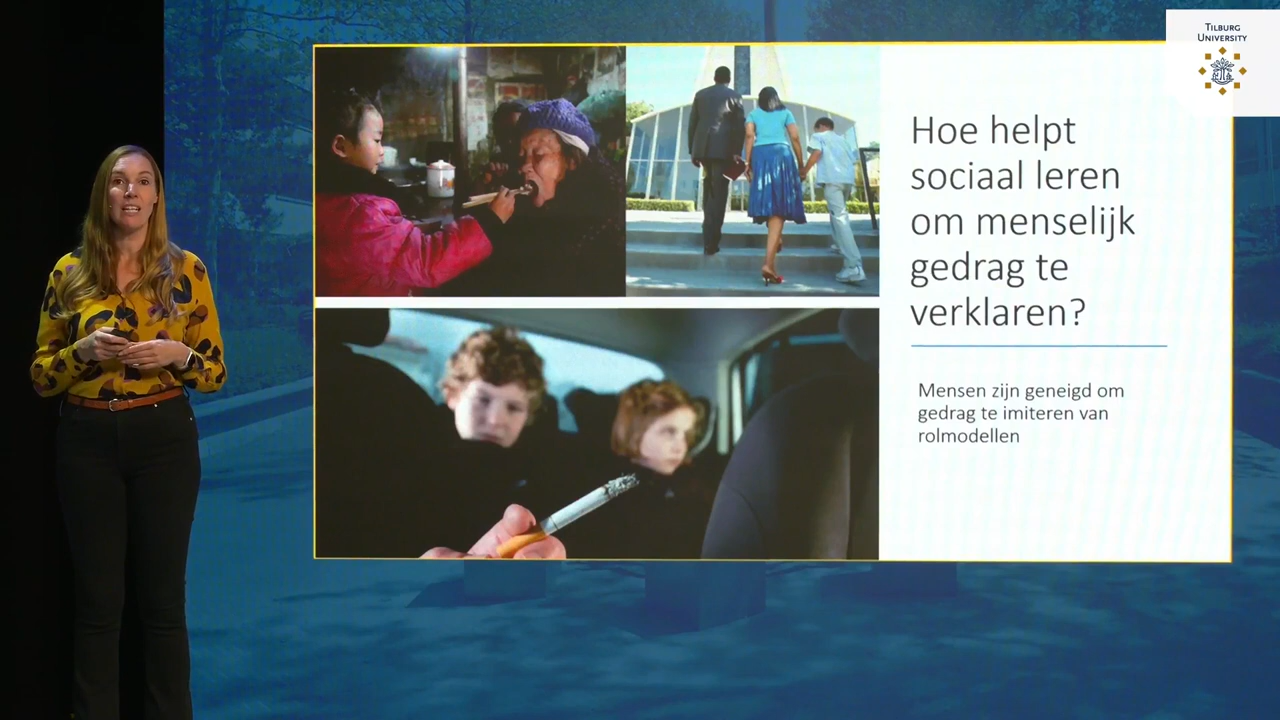 TILBURG
UNIVERSITY
Hoe helpt
sociaal leren
om menselijk
gedrag te
verklaren?
Mensen zijn geneigd om
gedrag te imiteren van
rolmodellen